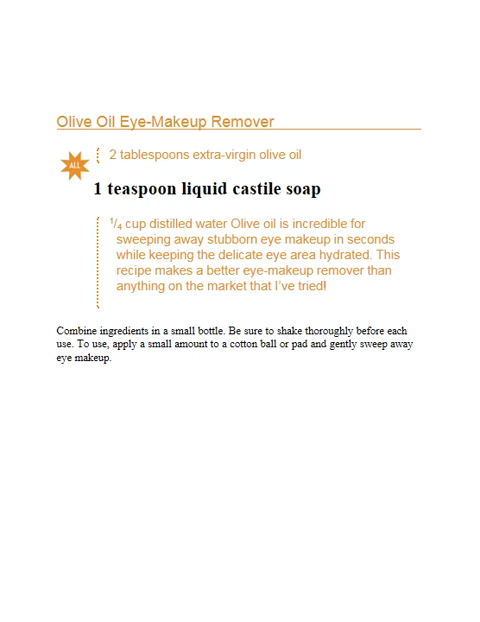 Olive Oil Eye-Makeup Remover
ALL
2 tablespoons extra-virgin olive oil
1 teaspoon liquid castile soap
1/4 cup distilled water Olive oil is incredible for
sweeping away stubborn eye makeup in seconds
while keeping the delicate eye area hydrated. This
recipe makes a better eye-makeup remover than
anything on the market that I've tried!
Combine ingredients in a small bottle. Be sure to shake thoroughly before each
use. To use, apply a small amount to a cotton ball or pad and gently sweep away
eye makeup.